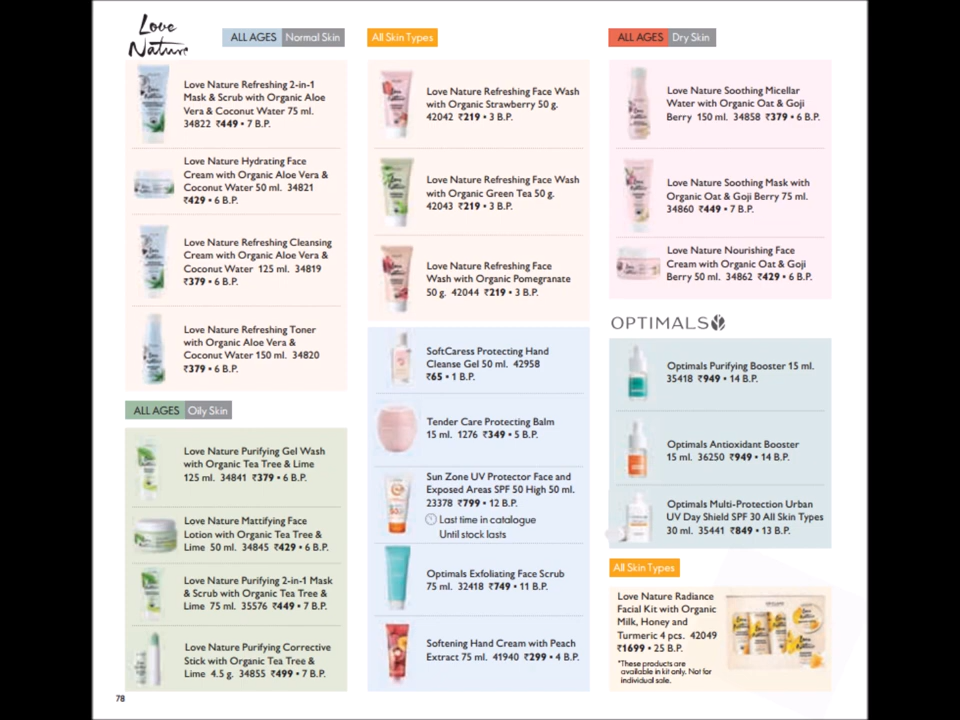 Love
Nature
ALL AGES Normal Skin
Love Nature Refreshing 2-in-1
Mask & Scrub with Organic Aloe
Vera & Coconut Water 75 ml.
34822 ₹449 • 7 B.P.
Love Nature Hydrating Face
Cream with Organic Aloe Vera &
Coconut Water 50 ml. 34821
₹429 • 6 B.P.
Love Nature Refreshing Cleansing
Cream with Organic Aloe Vera &
Coconut Water 125 ml. 34819
₹379 • 6 B.P.
Love Nature Refreshing Toner
with Organic Aloe Vera &
Coconut Water 150 ml. 34820
₹379 • 6 B.P.
ALL AGES Oily Skin
Love Nature Purifying Gel Wash
with Organic Tea Tree & Lime
125 ml. 34841 ₹379 • 6 B.P.
Love Nature Mattifying Face
Lotion with Organic Tea Tree &
Lime 50 ml. 34845 ₹429 • 6 B.P.
Love Nature Purifying 2-in-1 Mask
& Scrub with Organic Tea Tree &
Lime 75 ml. 35576 ₹449 • 7 B.P.
Love Nature Purifying Corrective
Stick with Organic Tea Tree &
Lime 4.5 g. 34855 ₹499 • 7 B.P.
78
All Skin Types
Love Nature Refreshing Face Wash
with Organic Strawberry 50 g.
42042 ₹219 • 3 B.P.
Love Nature Refreshing Face Wash
with Organic Green Tea 50 g.
42043 ₹219 • 3 B.P.
Love Nature Refreshing Face
Wash with Organic Pomegranate
50 g. 42044 ₹219 • 3 B.P.
SoftCaress Protecting Hand
Cleanse Gel 50 ml. 42958
₹65 • 1 B.P.
Tender Care Protecting Balm
15 ml. 1276 ₹349 • 5 B.P.
Sun Zone UV Protector Face and
Exposed Areas SPF 50 High 50 ml.
23378 ₹799 • 12 B.P.
Last time in catalogue
Until stock lasts
Optimals Exfoliating Face Scrub
75 ml. 32418 ₹749 • 11 B.P.
Softening Hand Cream with Peach
Extract 75 ml. 41940 ₹299 • 4 B.P.
ALL AGES Dry Skin
Love Nature Soothing Micellar
Water with Organic Oat & Goji
Berry 150 ml. 34858 ₹379 • 6 B.P.
Love Nature Soothing Mask with
Organic Oat & Goji Berry 75 ml.
34860 ₹449 • 7 B.P.
Love Nature Nourishing Face
Cream with Organic Oat & Goji
Berry 50 ml. 34862 ₹429 • 6 B.P.
OPTIMALS
Optimals Purifying Booster 15 ml.
35418 ₹949 • 14 B.P.
Optimals Antioxidant Booster
15 ml. 36250 ₹949 • 14 B.P.
Optimals Multi-Protection Urban
UV Day Shield SPF 30 All Skin Types
30 ml. 35441 ₹849 • 13 B.P.
All Skin Types
Love Nature Radiance
Facial Kit with Organic
Milk, Honey and
Turmeric 4 pcs. 42049
₹1699 • 25 B.P.
*These products are
available in kit only. Not for
individual sale.